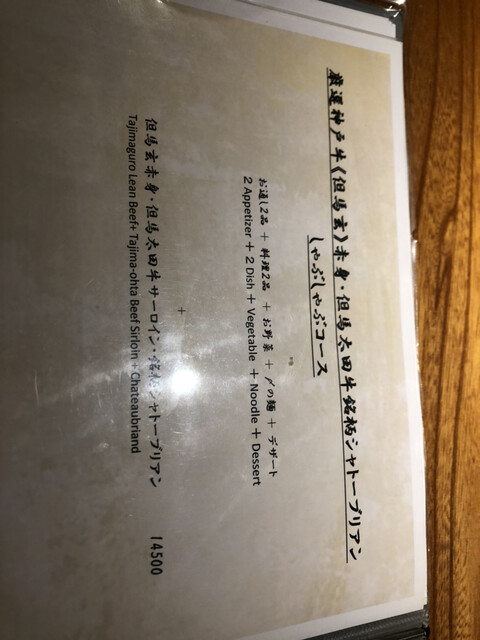 厳選神戸牛《但馬玄》赤身・但馬太田牛銘柄シャトーブリアン
しゃぶしゃぶコース
お通し2品 + 料理2品 + お野菜 + 〆の麺 + デザート
2 Appetizer + 2 Dish + Vegetable + Noodle + Dessert
+
但馬玄赤身・但馬太田牛サーロイン・銘柄シャトーブリアン 14500
Tajimaguro Lean Beef+ Tajima-ohta Beef Sirloin + Chateaubriand